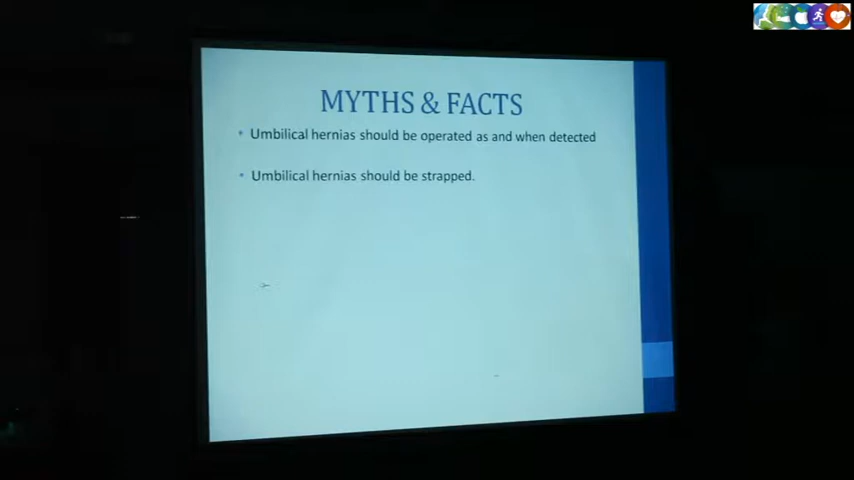 MYTHS & FACTS
• Umbilical hernias should be operated as and when detected
• Umbilical hernias should be strapped.